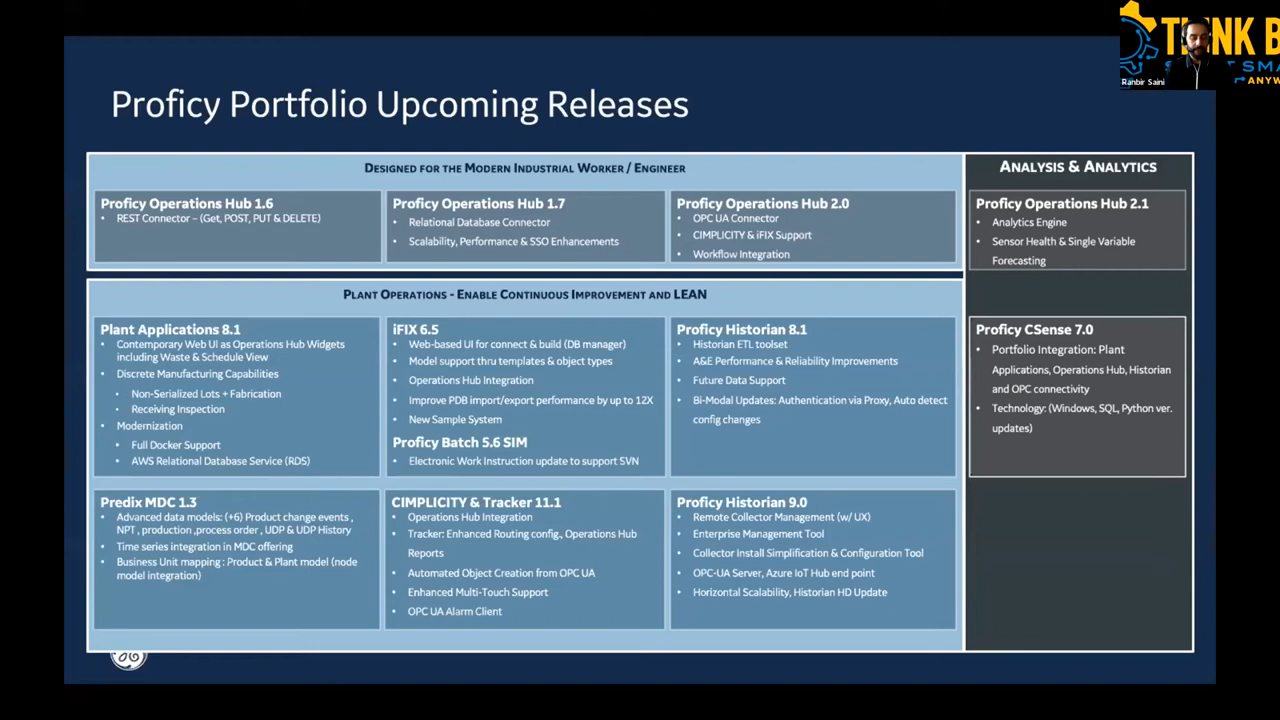 Proficy Portfolio Upcoming Releases
DESIGNED FOR THE MODERN INDUSTRIAL WORKER / ENGINEER
Proficy Operations Hub 1.6
• REST Connector – (Get, POST, PUT & DELETE)
Proficy Operations Hub 1.7
• Relational Database Connector
• Scalability, Performance & SSO Enhancements
Proficy Operations Hub 2.0
• OPC UA Connector
• CIMPLICITY & iFIX Support
• Workflow Integration
ANALYSIS & ANALYTICS
Proficy Operations Hub 2.1
• Analytics Engine
• Sensor Health & Single Variable
Forecasting
PLANT OPERATIONS - ENABLE CONTINUOUS IMPROVEMENT AND LEAN
Plant Applications 8.1
• Contemporary Web UI as Operations Hub Widgets
including Waste & Schedule View
• Discrete Manufacturing Capabilities
• Non-Serialized Lots + Fabrication
• Receiving Inspection
• Modernization
• Full Docker Support
• AWS Relational Database Service (RDS)
iFIX 6.5
• Web-based UI for connect & build (DB manager)
• Model support thru templates & object types
• Operations Hub Integration
• Improve PDB import/export performance by up to 12X
• New Sample System
Proficy Batch 5.6 SIM
• Electronic Work Instruction update to support SVN
Proficy Historian 8.1
• Historian ETL toolset
• A&E Performance & Reliability Improvements
• Future Data Support
• Bi-Modal Updates: Authentication via Proxy, Auto detect
config changes
Proficy CSense 7.0
• Portfolio Integration: Plant
Applications, Operations Hub, Historian
and OPC connectivity
• Technology: (Windows, SQL, Python ver.
updates)
Predix MDC 1.3
• Advanced data models: (+6) Product change events ,
NPT , production ,process order , UDP & UDP History
• Time series integration in MDC offering
• Business Unit mapping : Product & Plant model (node
model integration)
CIMPLICITY & Tracker 11.1
• Operations Hub Integration
• Tracker: Enhanced Routing config., Operations Hub
Reports
• Automated Object Creation from OPC UA
• Enhanced Multi-Touch Support
• OPC UA Alarm Client
Proficy Historian 9.0
• Remote Collector Management (w/ UX)
• Enterprise Management Tool
• Collector Install Simplification & Configuration Tool
• OPC-UA Server, Azure IoT Hub end point
• Horizontal Scalability, Historian HD Update
Ranbir Saini